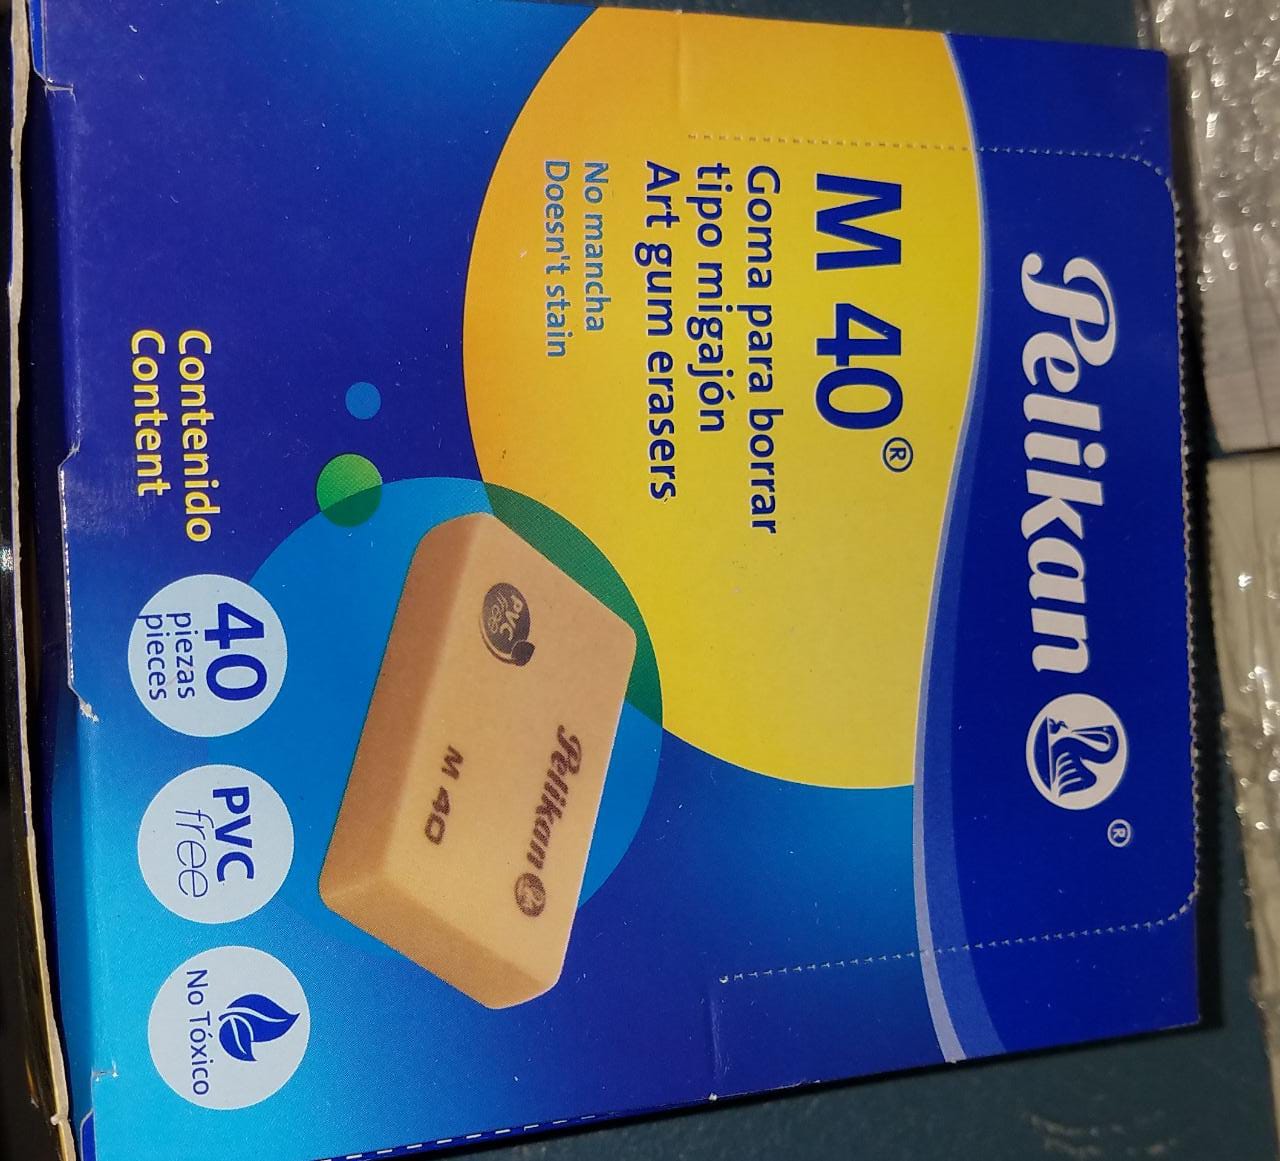 Pelikan ®
M 40®
Goma para borrar
tipo migajón
Art gum erasers
No mancha
Doesn't stain
PVC
free
Pelikan
M 40
Contenido
Content
40
piezas
pieces
PVC
free
No Tóxico